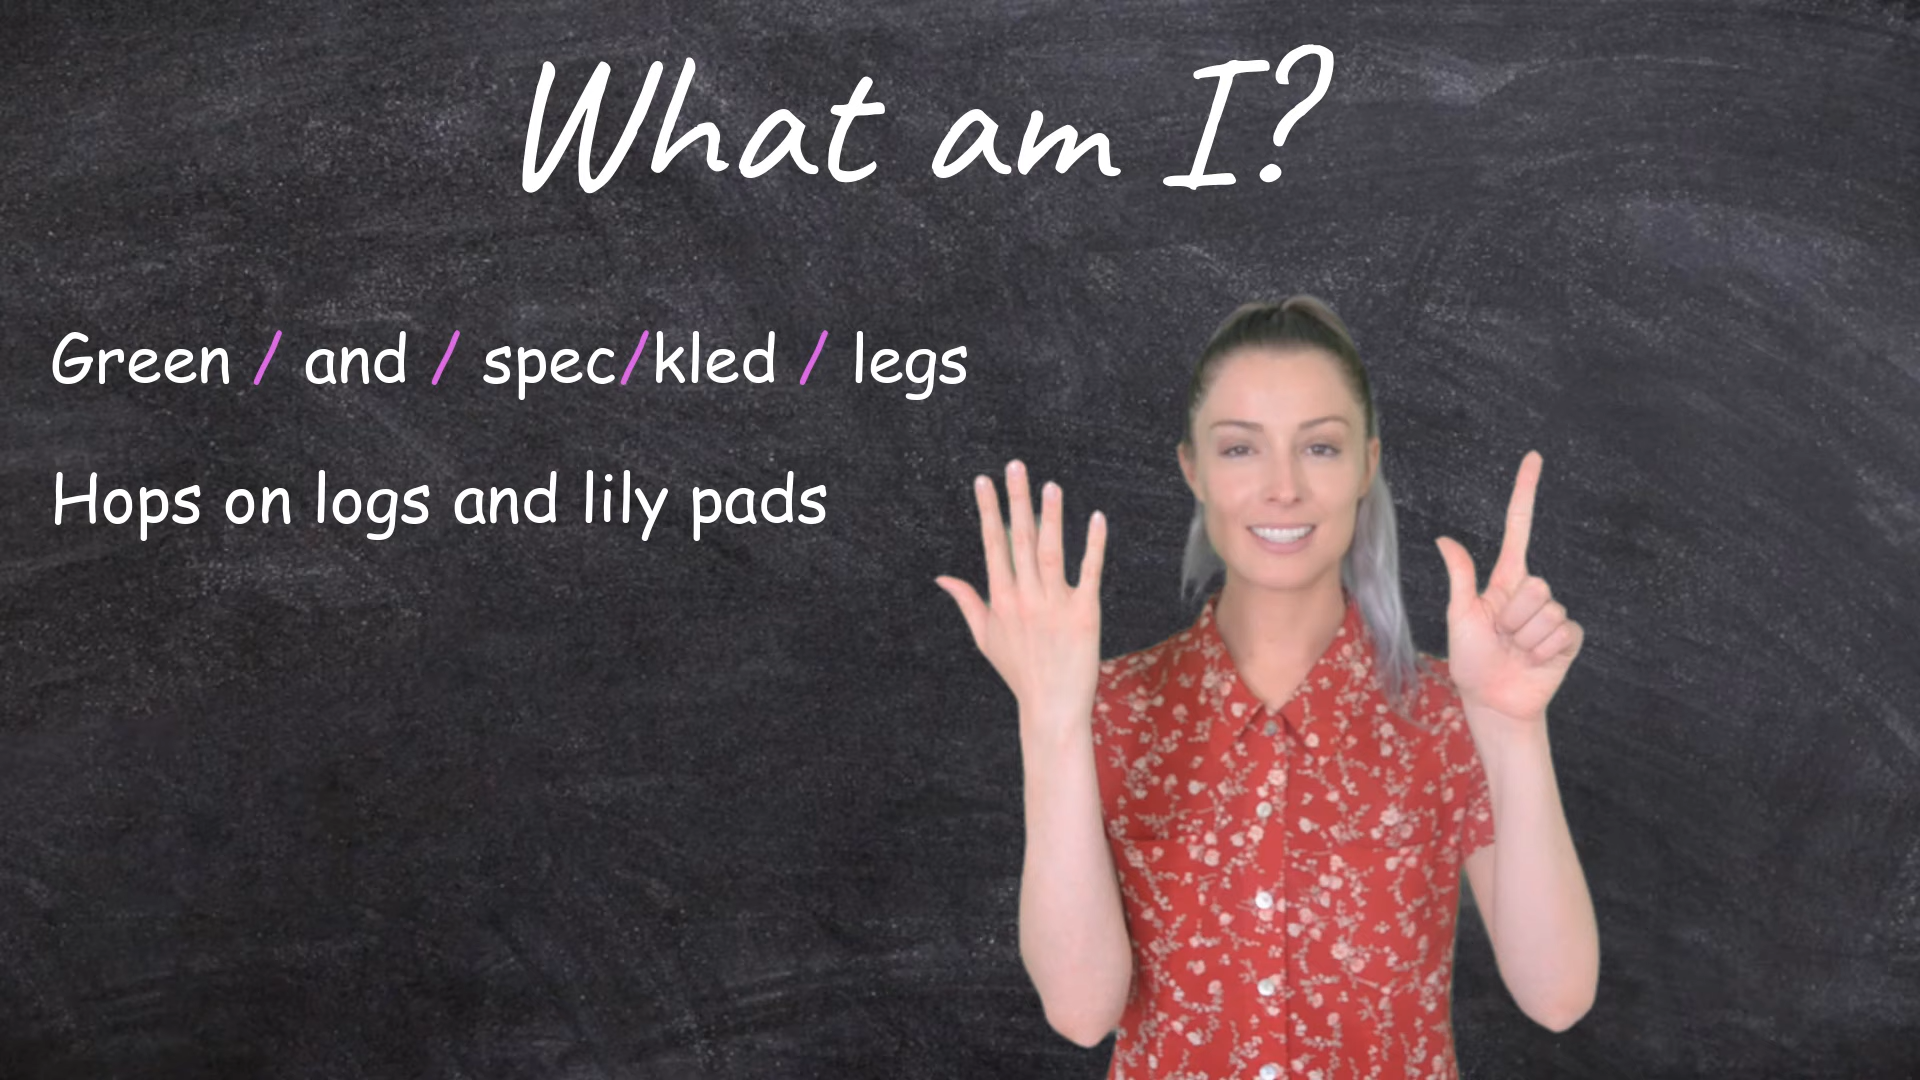 What am I?
Green / and / spec/kled / legs
Hops on logs and lily pads